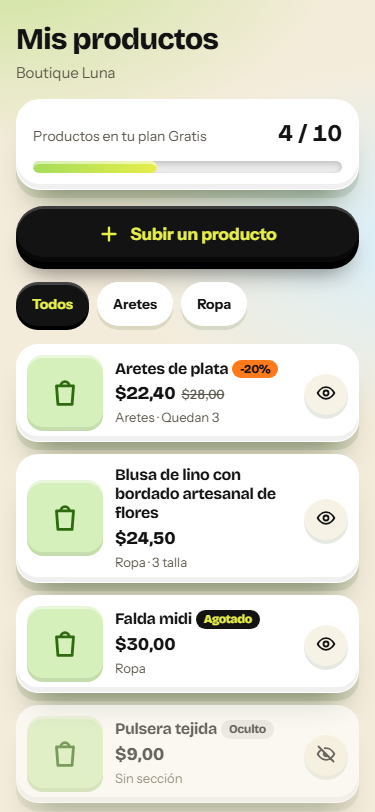 Mis productos
Boutique Luna
Productos en tu plan Gratis 4 / 10
+ Subir un producto
Todos Aretes Ropa
Aretes de plata -20%
$22,40 $28,00
Aretes · Quedan 3
Blusa de lino con
bordado artesanal de
flores
$24,50
Ropa · 3 talla
Falda midi Agotado
$30,00
Ropa
Pulsera tejida Oculto
$9,00
Sin sección